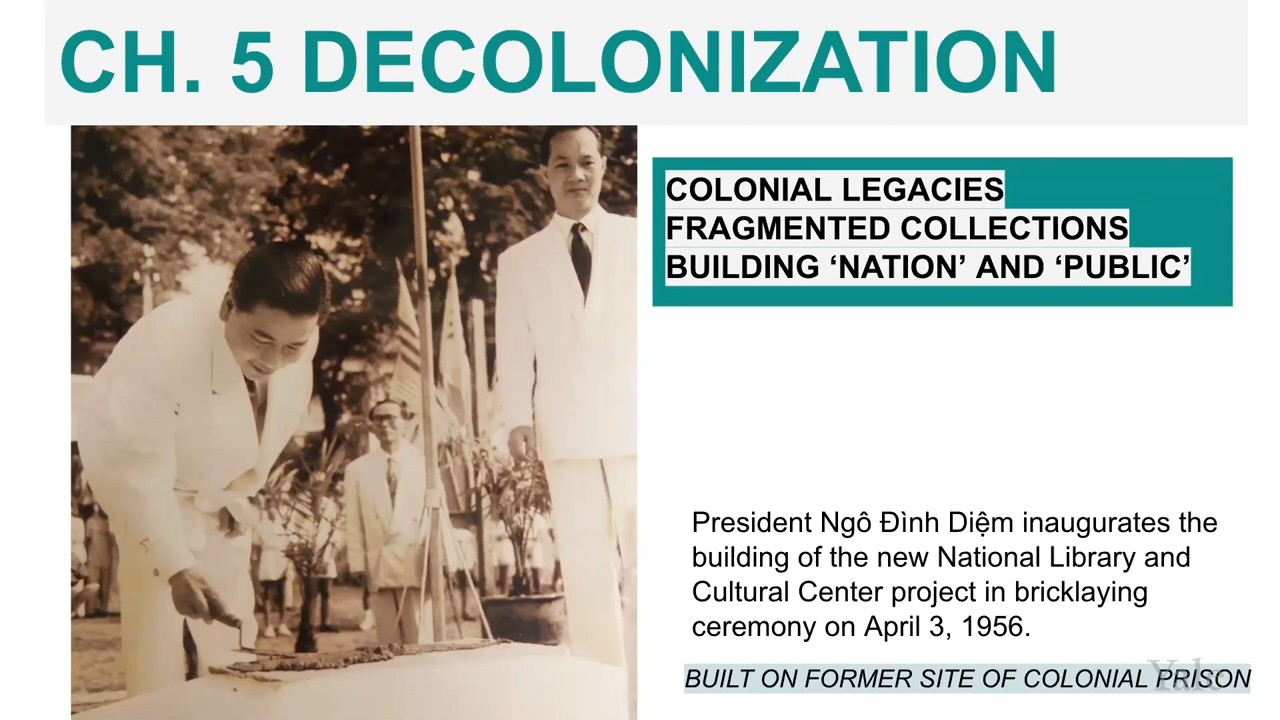 CH. 5 DECOLONIZATION
COLONIAL LEGACIES
FRAGMENTED COLLECTIONS
BUILDING ‘NATION’ AND ‘PUBLIC’
President Ngô Đình Diệm inaugurates the
building of the new National Library and
Cultural Center project in bricklaying
ceremony on April 3, 1956.
BUILT ON FORMER SITE OF COLONIAL PRISON
Yale